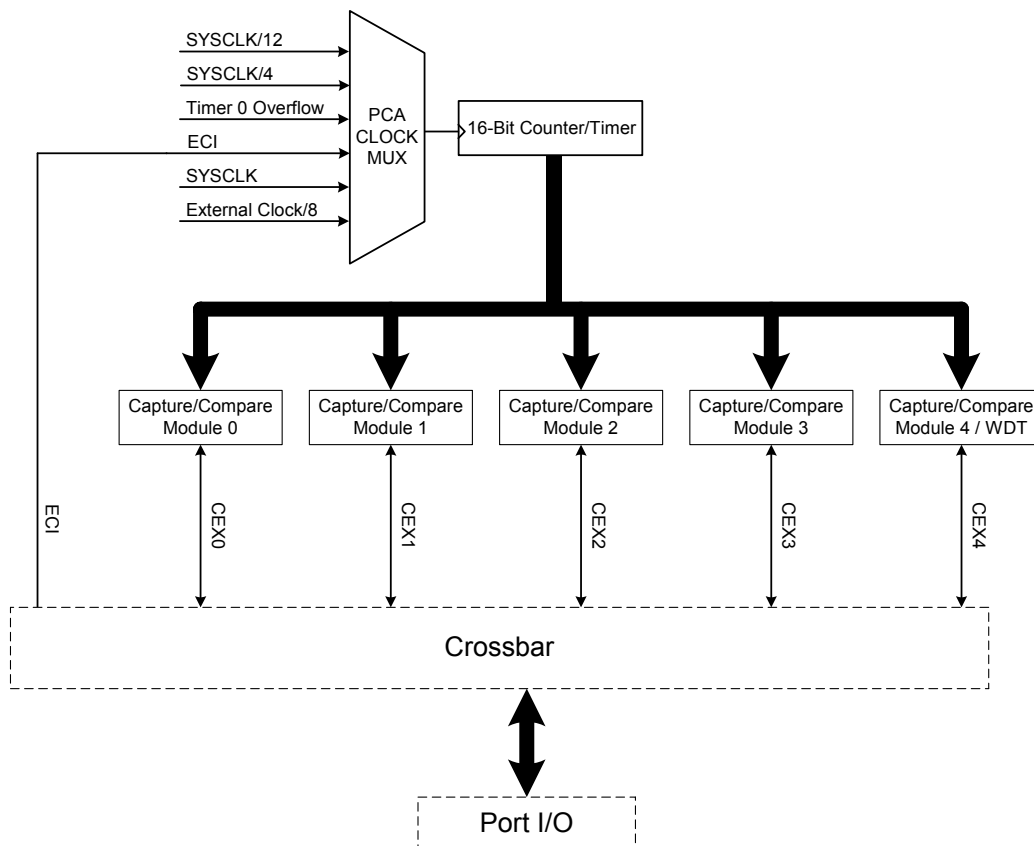 SYSCLK/12
SYSCLK/4
Timer 0 Overflow
ECI
SYSCLK
External Clock/8
PCA
CLOCK
MUX
16-Bit Counter/Timer
Capture/Compare
Module 0
Capture/Compare
Module 1
Capture/Compare
Module 2
Capture/Compare
Module 3
Capture/Compare
Module 4 / WDT
ECI
CEX0
CEX1
CEX2
CEX3
CEX4
Crossbar
Port I/O